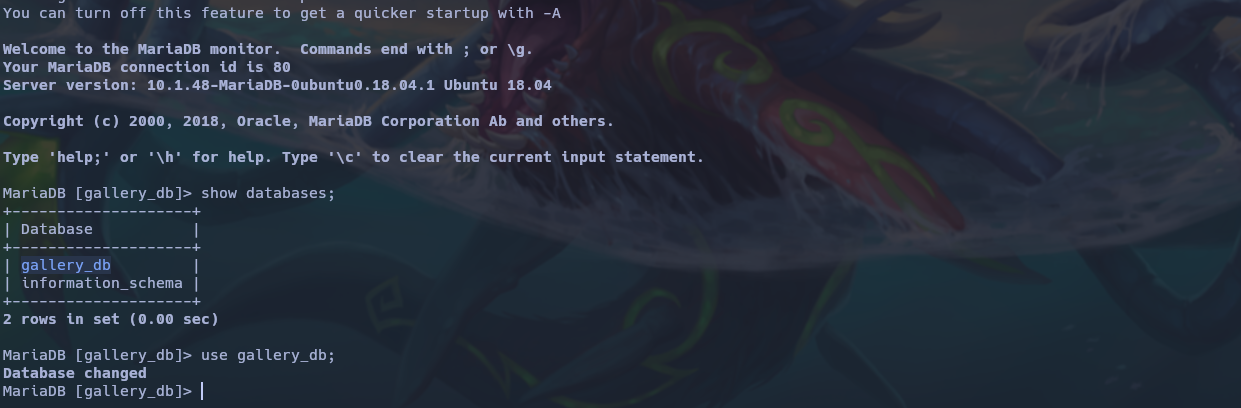 You can turn off this feature to get a quicker startup with -A
Welcome to the MariaDB monitor.  Commands end with ; or \g.
Your MariaDB connection id is 80
Server version: 10.1.48-MariaDB-0ubuntu0.18.04.1 Ubuntu 18.04
Copyright (c) 2000, 2018, Oracle, MariaDB Corporation Ab and others.
Type 'help;' or '\h' for help. Type '\c' to clear the current input statement.
MariaDB [gallery_db]> show databases;
+--------------------+
| Database           |
+--------------------+
| gallery_db         |
| information_schema |
+--------------------+
2 rows in set (0.00 sec)
MariaDB [gallery_db]> use gallery_db;
Database changed
MariaDB [gallery_db]>